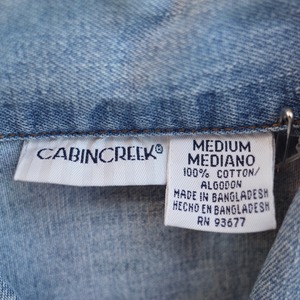 CABINCREEK®
MEDIUM
MEDIANO
100% COTTON/
ALGODON
MADE IN BANGLADESH
HECHO EN BANGLADESH
RN 93677